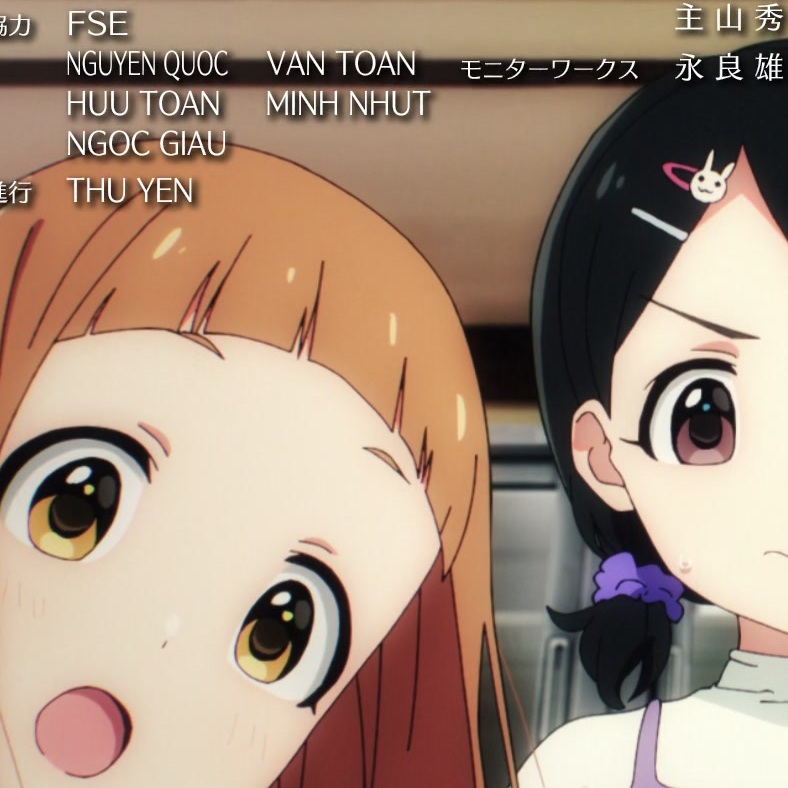 協力 FSE
NGUYEN QUOC VAN TOAN
HUU TOAN MINH NHUT
NGOC GIAU
進行 THU YEN
主山秀
モニターワークス 永良雄